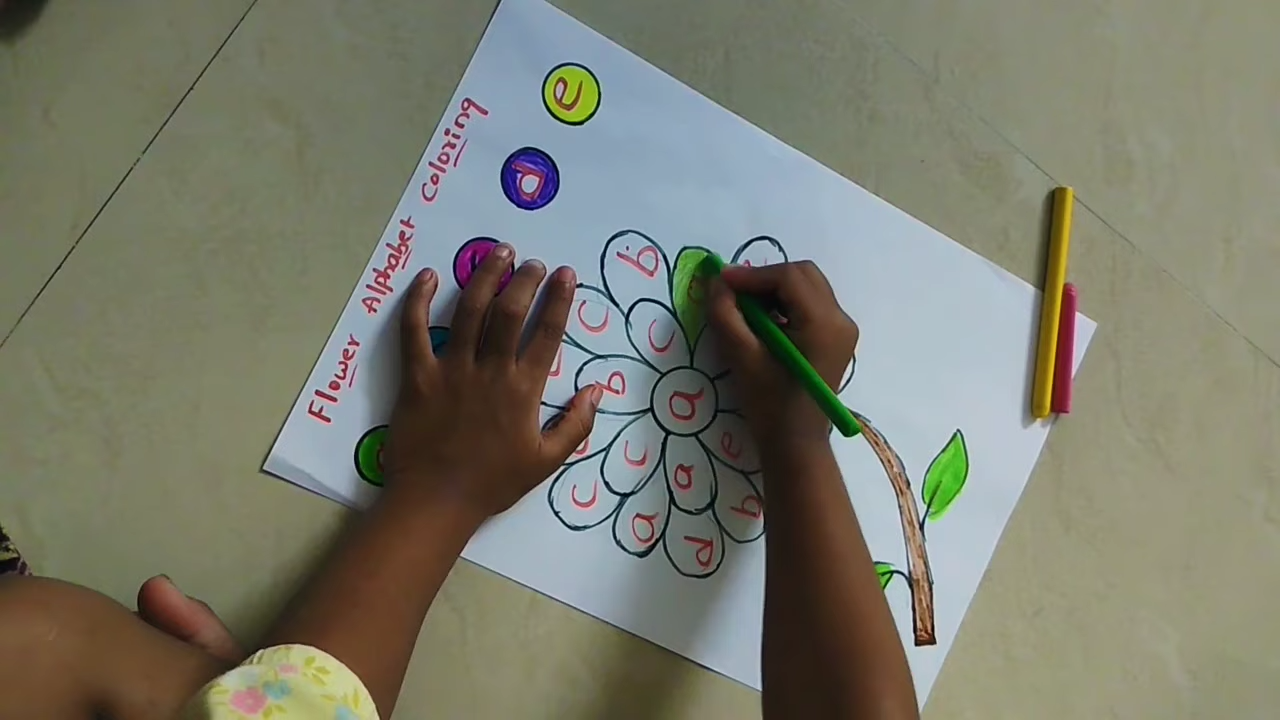 Flower Alphabet Coloring
d e
b
c c
b
a
c e
c a b
a d